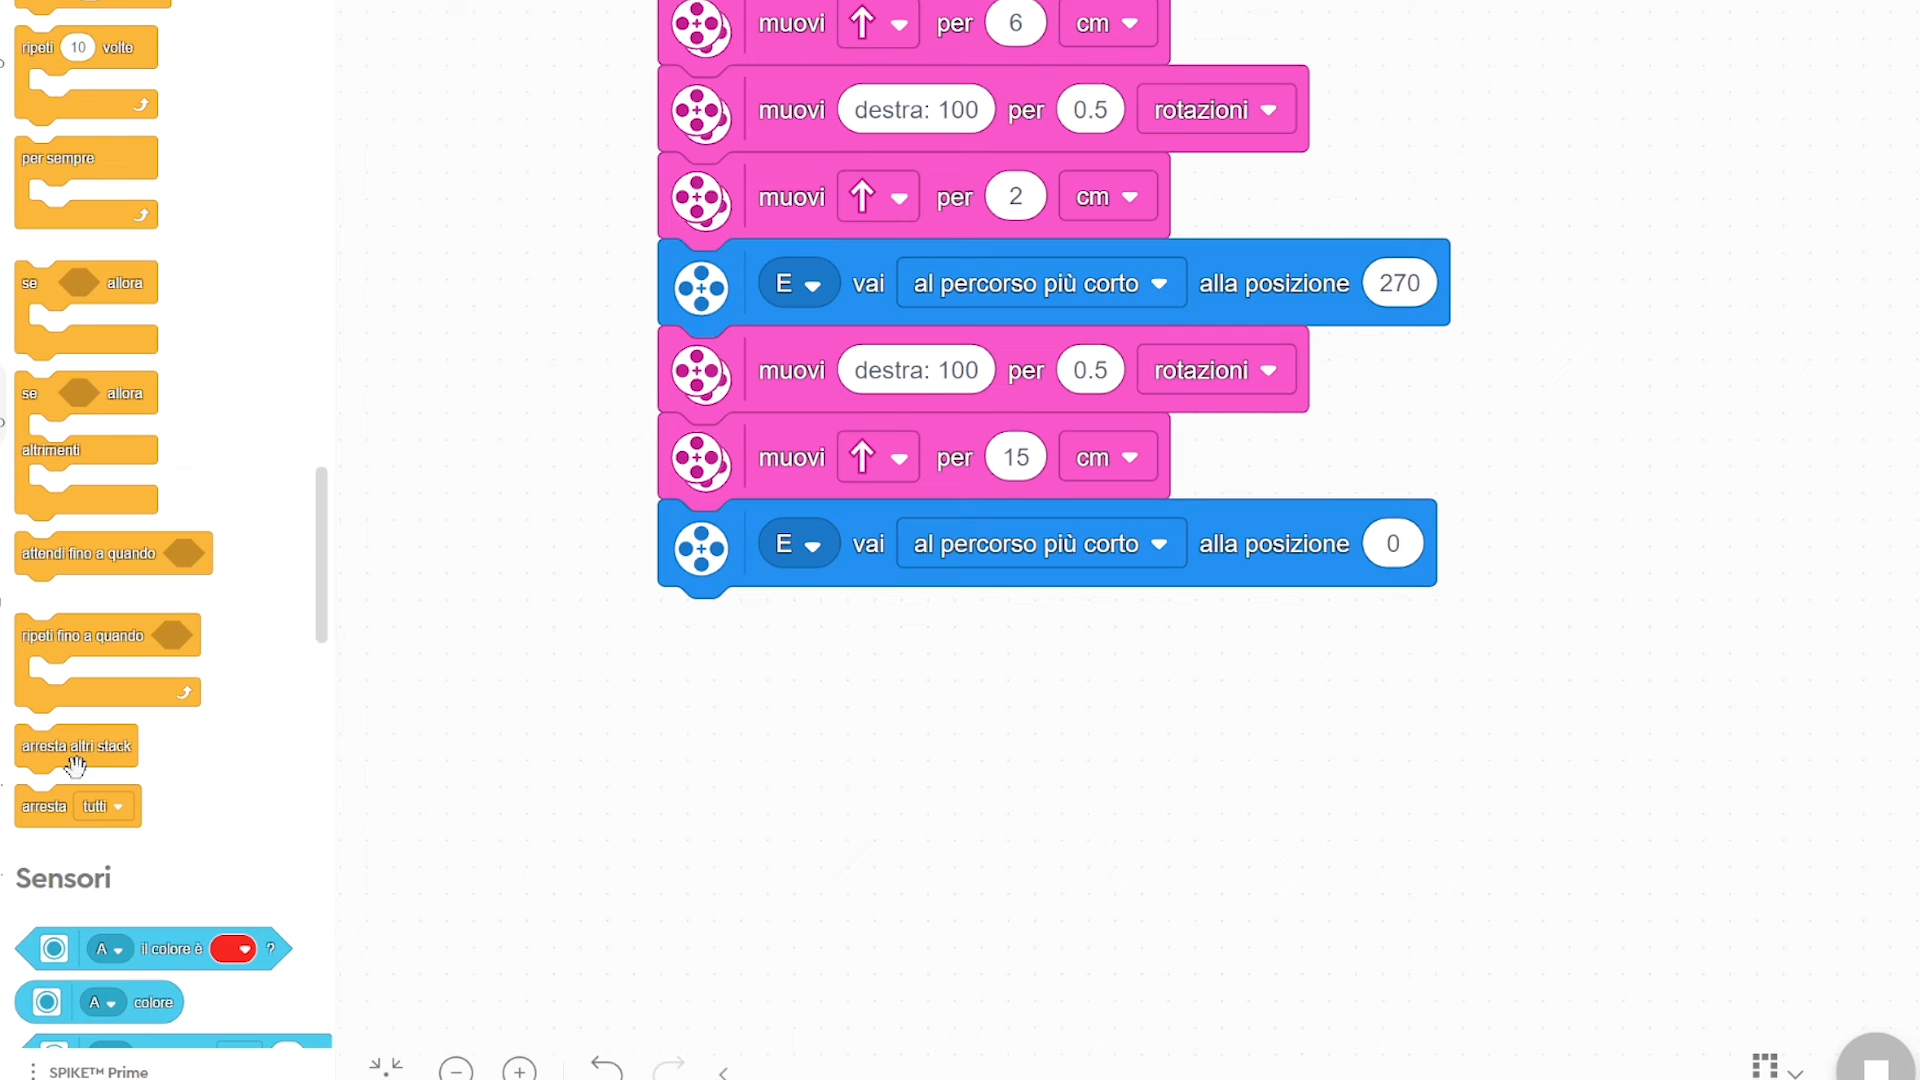 ripeti 10 volte
per sempre
se allora
se allora
altrimenti
attendi fino a quando
ripeti fino a quando
arresta altri stack
arresta tutti
Sensori
A il colore è ?
A colore
SPIKE™ Prime
muovi per 6 cm
muovi destra: 100 per 0.5 rotazioni
muovi per 2 cm
E vai al percorso più corto alla posizione 270
muovi destra: 100 per 0.5 rotazioni
muovi per 15 cm
E vai al percorso più corto alla posizione 0